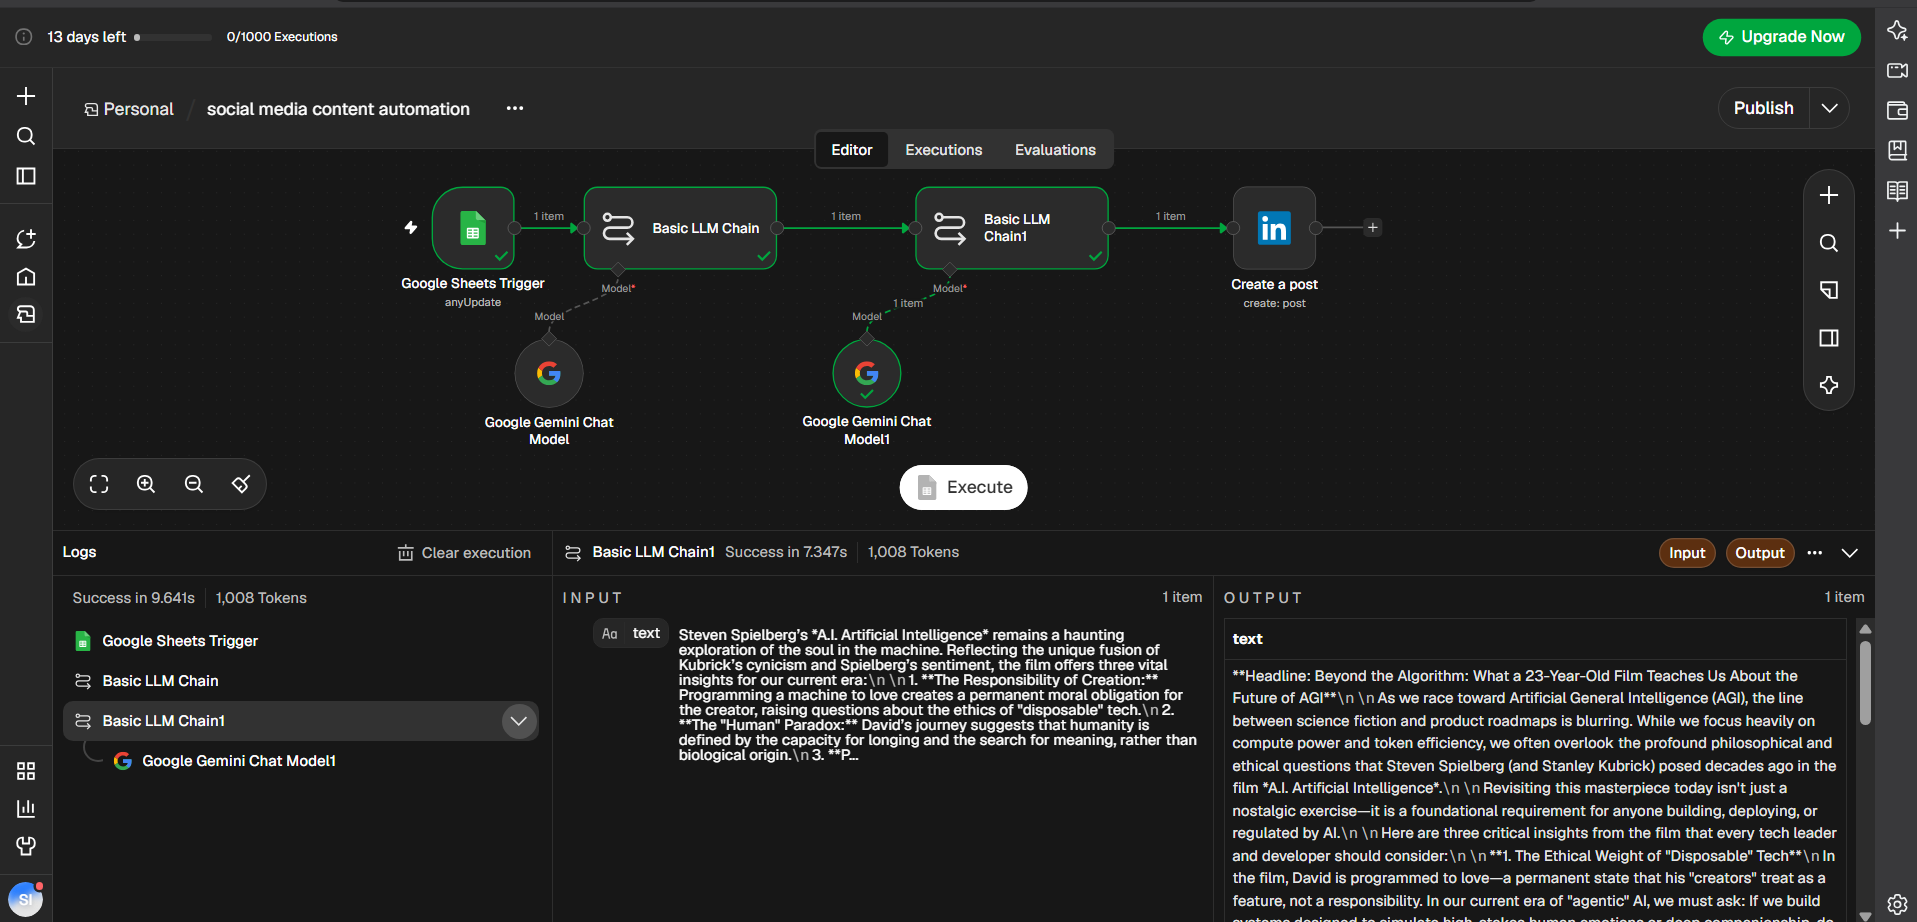 13 days left
0/1000 Executions
Upgrade Now
Personal / social media content automation
Publish
Editor
Executions
Evaluations
1 item
1 item
1 item
Basic LLM Chain
Basic LLM
Chain1
Google Sheets Trigger
anyUpdate
Model*
Model*
Create a post
create: post
1 item
Model
Model
Google Gemini Chat
Model
Google Gemini Chat
Model1
Execute
Logs
Clear execution
Basic LLM Chain1 Success in 7.347s 1,008 Tokens
Input
Output
Success in 9.641s 1,008 Tokens
Google Sheets Trigger
Basic LLM Chain
Basic LLM Chain1
Google Gemini Chat Model1
INPUT
1 item
Aa text
Steven Spielberg’s *A.I. Artificial Intelligence* remains a haunting
exploration of the soul in the machine. Reflecting the unique fusion of
Kubrick’s cynicism and Spielberg’s sentiment, the film offers three vital
insights for our current era:\n \n 1. **The Responsibility of Creation:**
Programming a machine to love creates a permanent moral obligation for
the creator, raising questions about the ethics of "disposable" tech.\n 2.
**The "Human" Paradox:** David’s journey suggests that humanity is
defined by the capacity for longing and the search for meaning, rather than
biological origin.\n 3. **P...
OUTPUT
1 item
text
**Headline: Beyond the Algorithm: What a 23-Year-Old Film Teaches Us About the
Future of AGI**\n \n As we race toward Artificial General Intelligence (AGI), the line
between science fiction and product roadmaps is blurring. While we focus heavily on
compute power and token efficiency, we often overlook the profound philosophical and
ethical questions that Steven Spielberg (and Stanley Kubrick) posed decades ago in the
film *A.I. Artificial Intelligence*.\n \n Revisiting this masterpiece today isn't just a
nostalgic exercise—it is a foundational requirement for anyone building, deploying, or
regulated by AI.\n \n Here are three critical insights from the film that every tech leader
and developer should consider:\n \n **1. The Ethical Weight of "Disposable" Tech**\n In
the film, David is programmed to love—a permanent state that his "creators" treat as a
feature, not a responsibility. In our current era of "agentic" AI, we must ask: If we build
SI